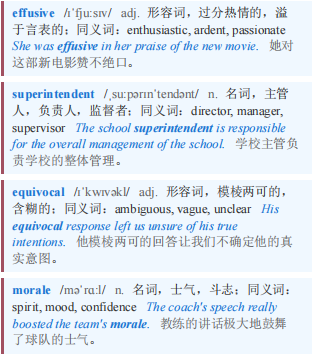 effusive /ɪˈfjuːsɪv/ adj. 形容词，过分热情的，溢
于言表的；同义词：enthusiastic, ardent, passionate
She was effusive in her praise of the new movie. 她对
这部新电影赞不绝口。
superintendent /ˌsuːpərɪnˈtendənt/ n. 名词，主管
人，负责人，监督者；同义词：director, manager,
supervisor The school superintendent is responsible
for the overall management of the school. 学校主管负
责学校的整体管理。
equivocal /ɪˈkwɪvəkl/ adj. 形容词，模棱两可的，
含糊的；同义词：ambiguous, vague, unclear His
equivocal response left us unsure of his true
intentions. 他模棱两可的回答让我们不确定他的真
实意图。
morale /məˈrɑːl/ n. 名词，士气，斗志；同义词：
spirit, mood, confidence The coach's speech really
boosted the team's morale. 教练的讲话极大地鼓舞
了球队的士气。